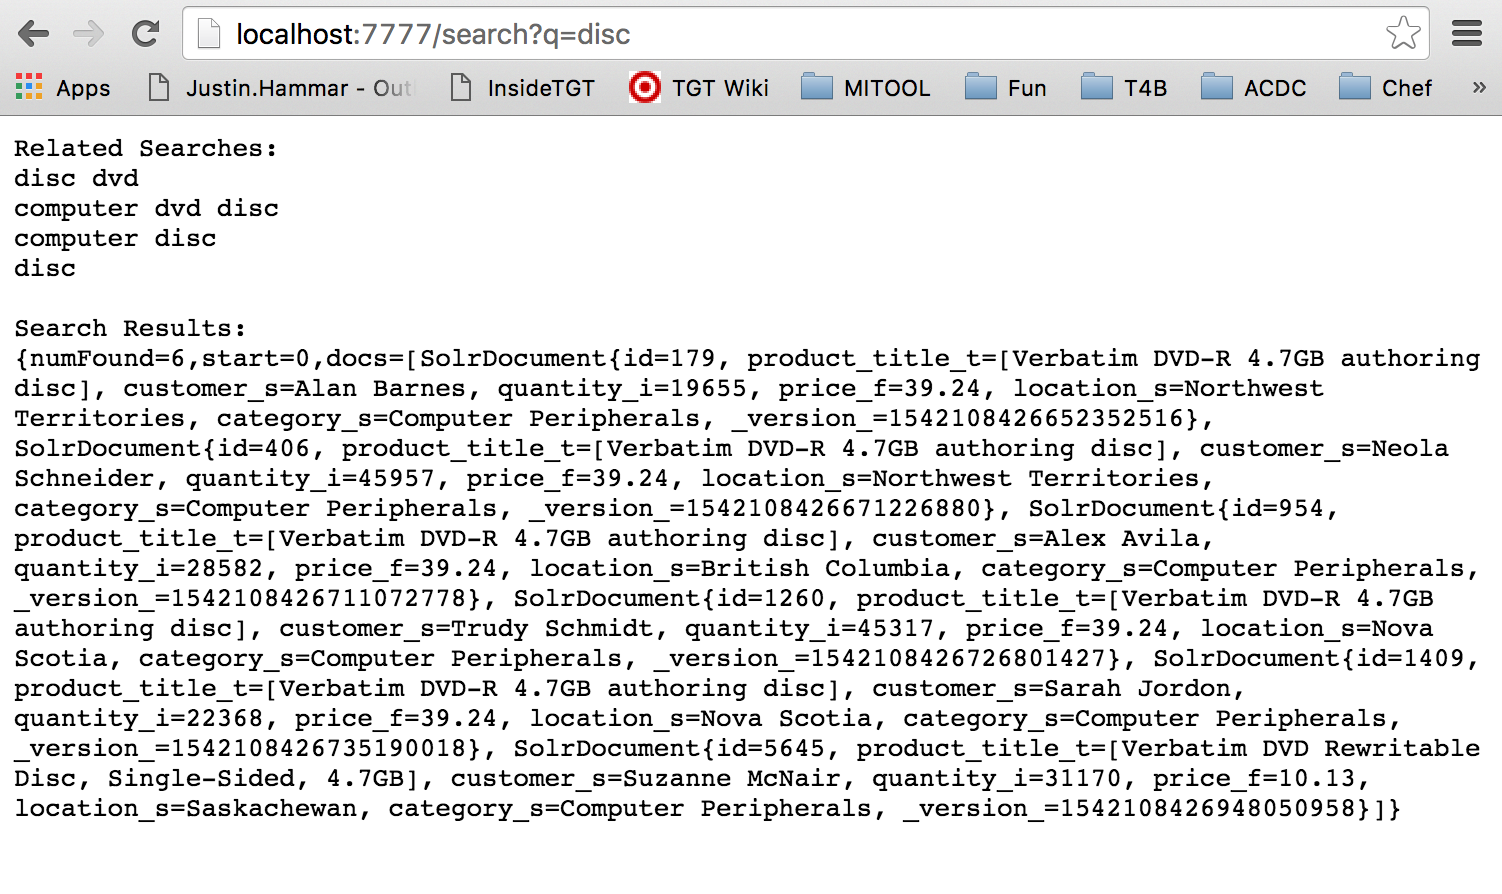 localhost:7777/search?q=disc
Apps Justin.Hammar - Out InsideTGT TGT Wiki MITOOL Fun T4B ACDC Chef »
Related Searches:
disc dvd
computer dvd disc
computer disc
disc
Search Results:
{numFound=6,start=0,docs=[SolrDocument{id=179, product_title_t=[Verbatim DVD-R 4.7GB authoring
disc], customer_s=Alan Barnes, quantity_i=19655, price_f=39.24, location_s=Northwest
Territories, category_s=Computer Peripherals, _version_=1542108426652352516},
SolrDocument{id=406, product_title_t=[Verbatim DVD-R 4.7GB authoring disc], customer_s=Neola
Schneider, quantity_i=45957, price_f=39.24, location_s=Northwest Territories,
category_s=Computer Peripherals, _version_=1542108426671226880}, SolrDocument{id=954,
product_title_t=[Verbatim DVD-R 4.7GB authoring disc], customer_s=Alex Avila,
quantity_i=28582, price_f=39.24, location_s=British Columbia, category_s=Computer Peripherals,
_version_=1542108426711072778}, SolrDocument{id=1260, product_title_t=[Verbatim DVD-R 4.7GB
authoring disc], customer_s=Trudy Schmidt, quantity_i=45317, price_f=39.24, location_s=Nova
Scotia, category_s=Computer Peripherals, _version_=1542108426726801427}, SolrDocument{id=1409,
product_title_t=[Verbatim DVD-R 4.7GB authoring disc], customer_s=Sarah Jordon,
quantity_i=22368, price_f=39.24, location_s=Nova Scotia, category_s=Computer Peripherals,
_version_=1542108426735190018}, SolrDocument{id=5645, product_title_t=[Verbatim DVD Rewritable
Disc, Single-Sided, 4.7GB], customer_s=Suzanne McNair, quantity_i=31170, price_f=10.13,
location_s=Saskachewan, category_s=Computer Peripherals, _version_=1542108426948050958}]}